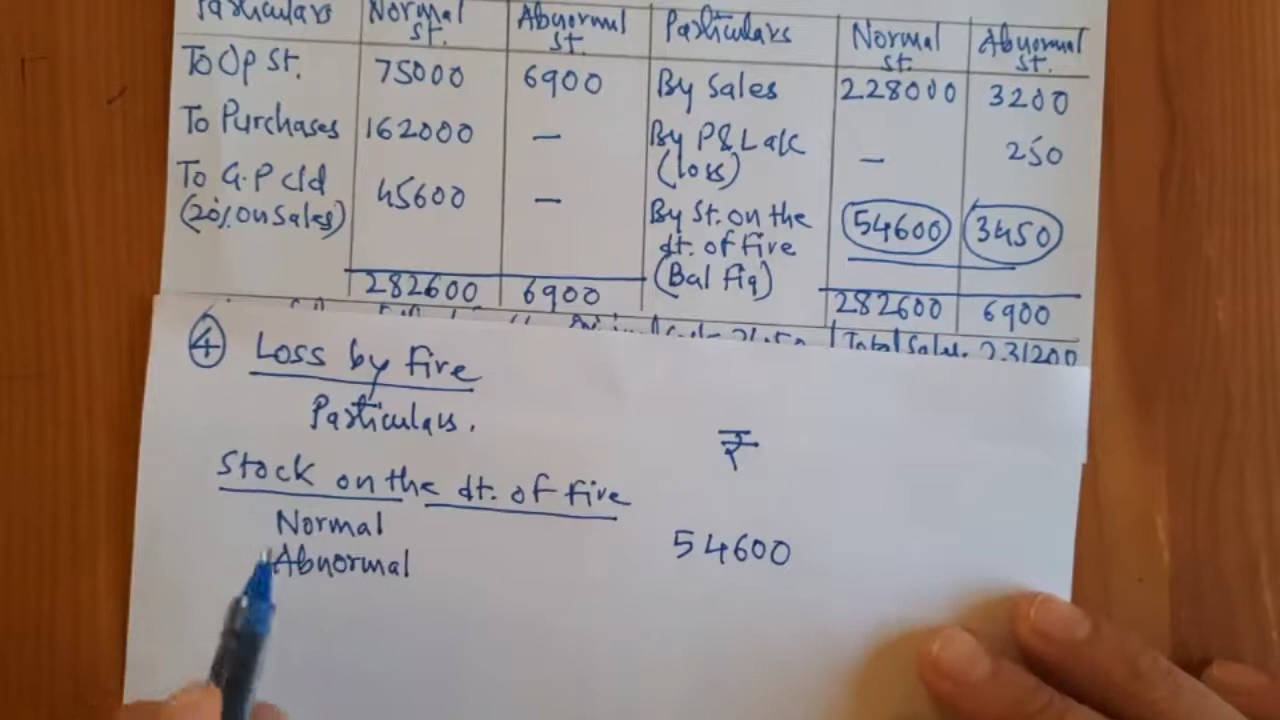 Particulars Normal st. Abnormal st. Particulars Normal st. Abnormal st.
To Op st. 75000 6900 By Sales 228000 3200
To Purchases 162000 — By P&L a/c (loss) — 250
To G.P c/d (20% on Sales) 45600 — By St. on the dt. of fire (Bal Fig) 54600 3450
282600 6900 282600 6900
Total Sales 231200
4 Loss by fire
Particulars. ₹
Stock on the dt. of fire
Normal 54600
Abnormal